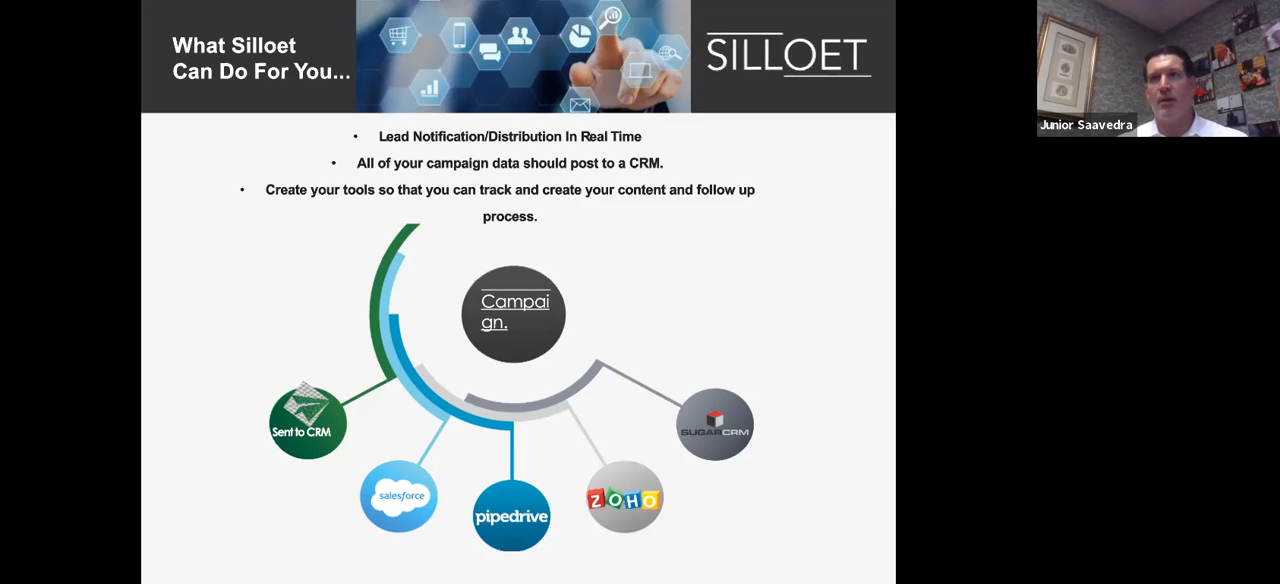 What Silloet
Can Do For You...
SILLOET
Junior Saavedra
• Lead Notification/Distribution In Real Time
• All of your campaign data should post to a CRM.
• Create your tools so that you can track and create your content and follow up
process.
Campai
gn.
Sent to CRM
salesforce
pipedrive
ZOHO
SUGARCRM